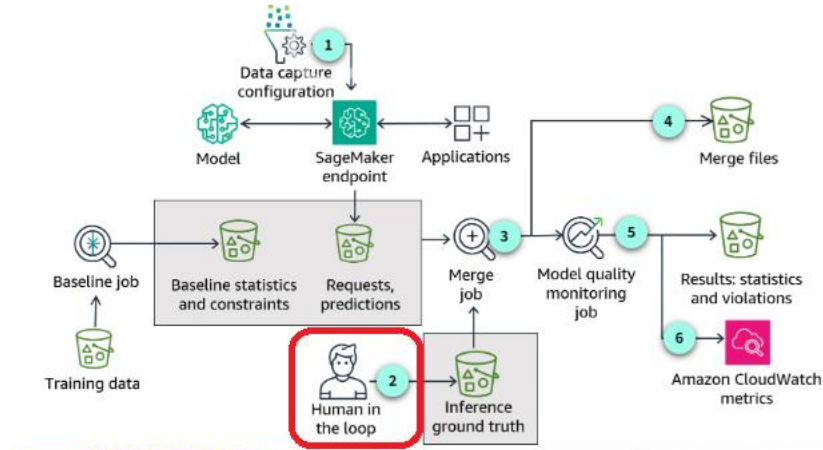 1
Data capture
configuration
Model
SageMaker
endpoint
Applications
4
Merge files
Baseline job
Baseline statistics
and constraints
Requests,
predictions
3
Merge
job
Model quality
monitoring
job
5
Results: statistics
and violations
Training data
2
Human in
the loop
Inference
ground truth
6
Amazon CloudWatch
metrics